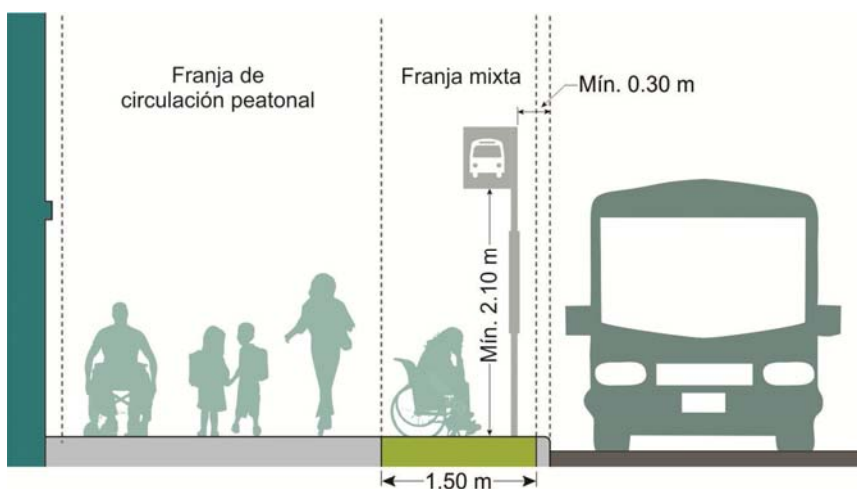 Franja de
circulación peatonal
Franja mixta
Mín. 0.30 m
Mín. 2.10 m
1.50 m